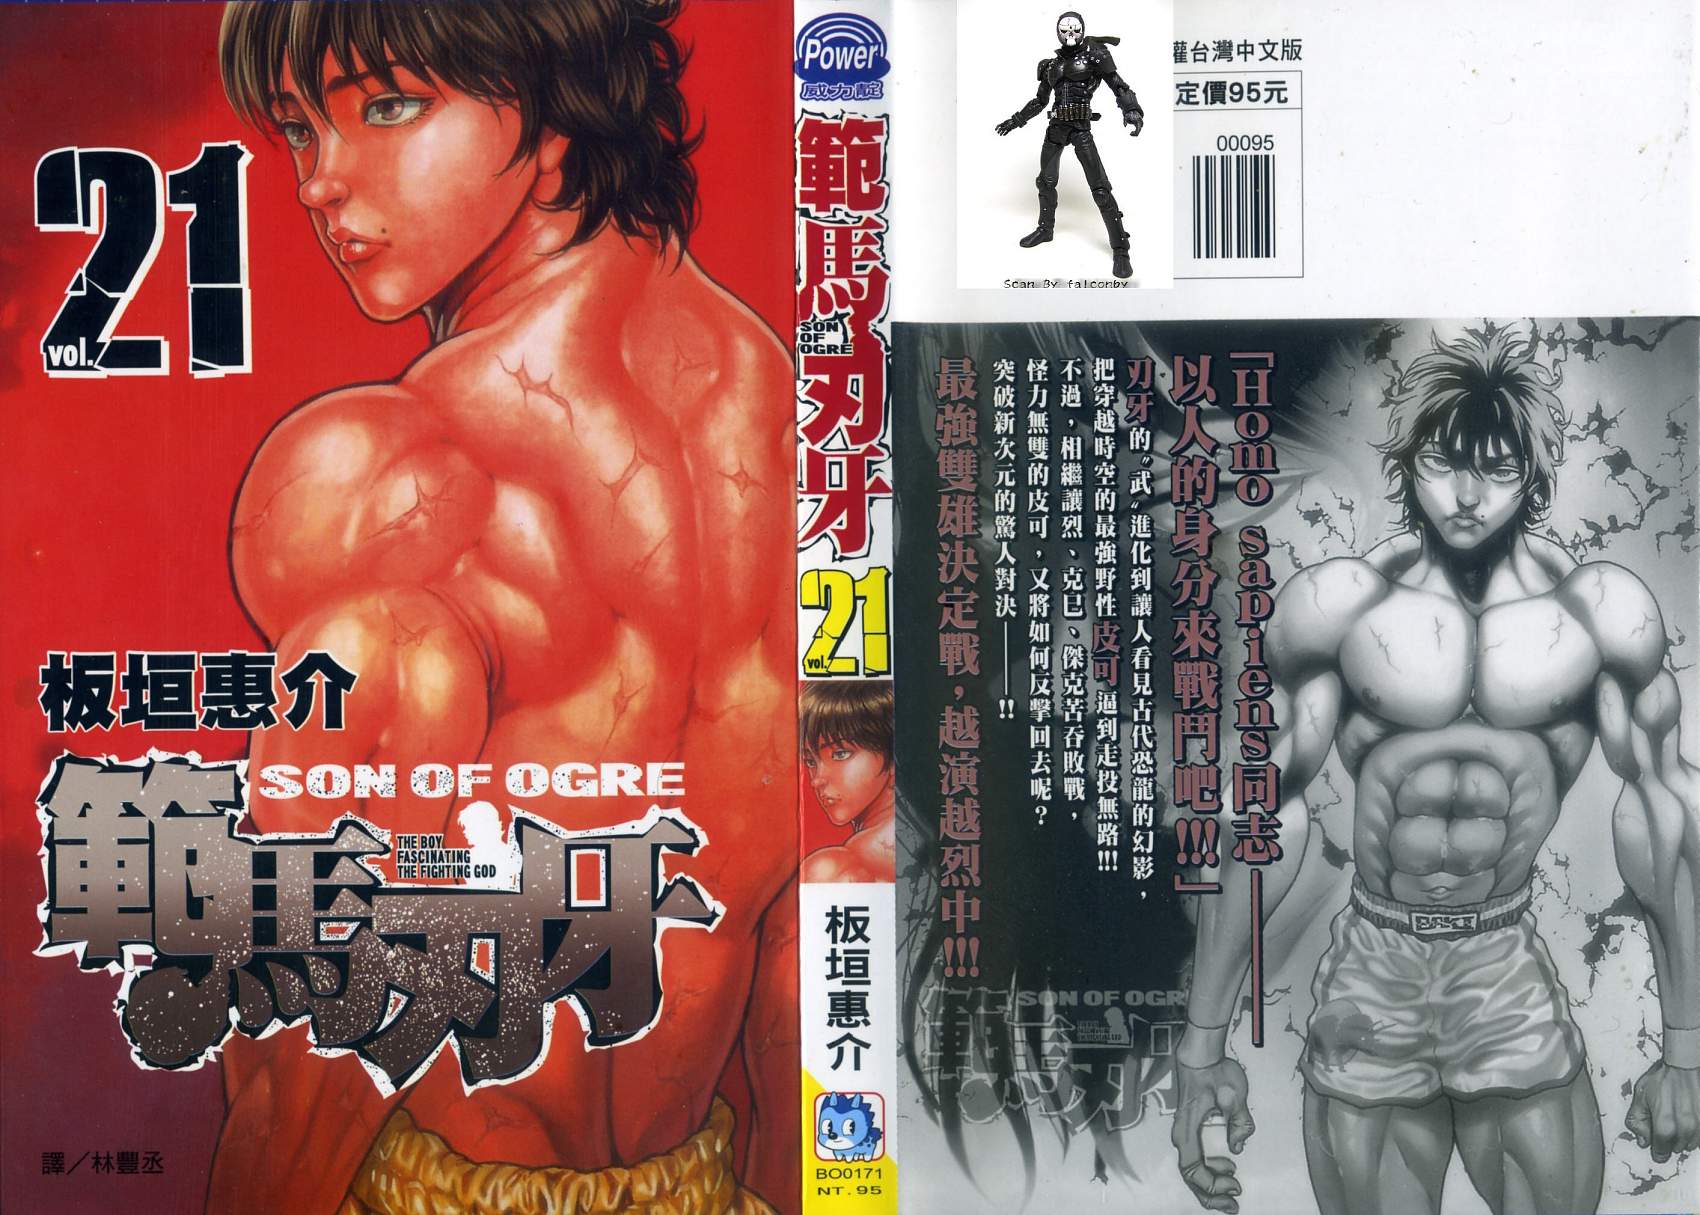 21
vol.
板垣惠介
SON OF OGRE
範馬刃牙
THE BOY
FASCINATING
THE FIGHTING GOD
譯／林豐丞
Power
威力龍
範馬刃牙
SON
OF
OGRE
vol. 21
板垣惠介
BO0171
NT. 95
Scan By falconby
權台灣中文版
定價95元
00095
「Homo sapiens同志——
以人的身分來戰鬥吧!!!」
刃牙的〝武〞進化到讓人看見古代恐龍的幻影，
把穿越時空的最強野性皮可逼到走投無路!!!
不過，相繼讓烈、克巳、傑克苦吞敗戰，
怪力無雙的皮可，又將如何反擊回去呢？
突破新次元的驚人對決——!!
最強雙雄決定戰，越演越烈中!!!
BAKI
SON OF OGR
範馬刃牙